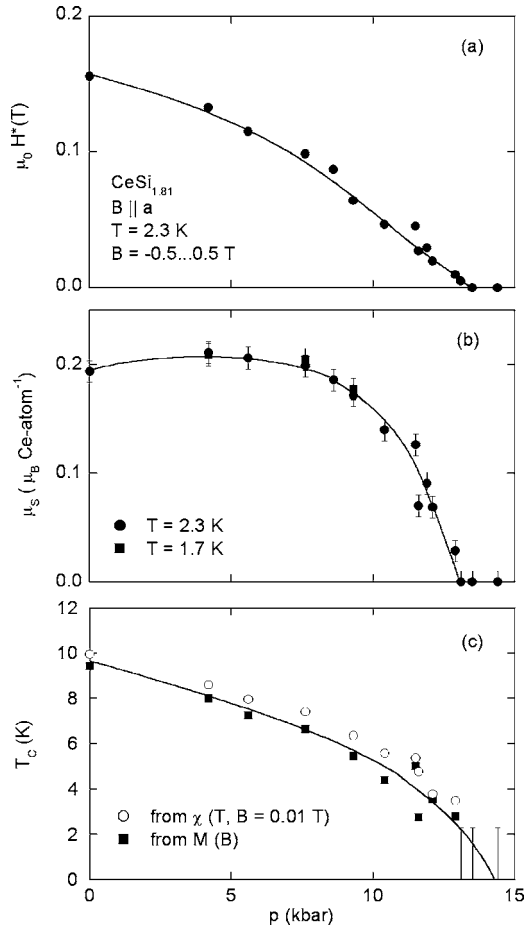 (a)
0.2
0.1
0.0
μ₀ H*(T)
CeSi₁.₈₁
B || a
T = 2.3 K
B = -0.5...0.5 T
(b)
0.2
0.1
0.0
μS ( μB Ce-atom⁻¹)
T = 2.3 K
T = 1.7 K
(c)
12
10
8
6
4
2
0
TC (K)
from χ (T, B = 0.01 T)
from M (B)
0 5 10 15
p (kbar)